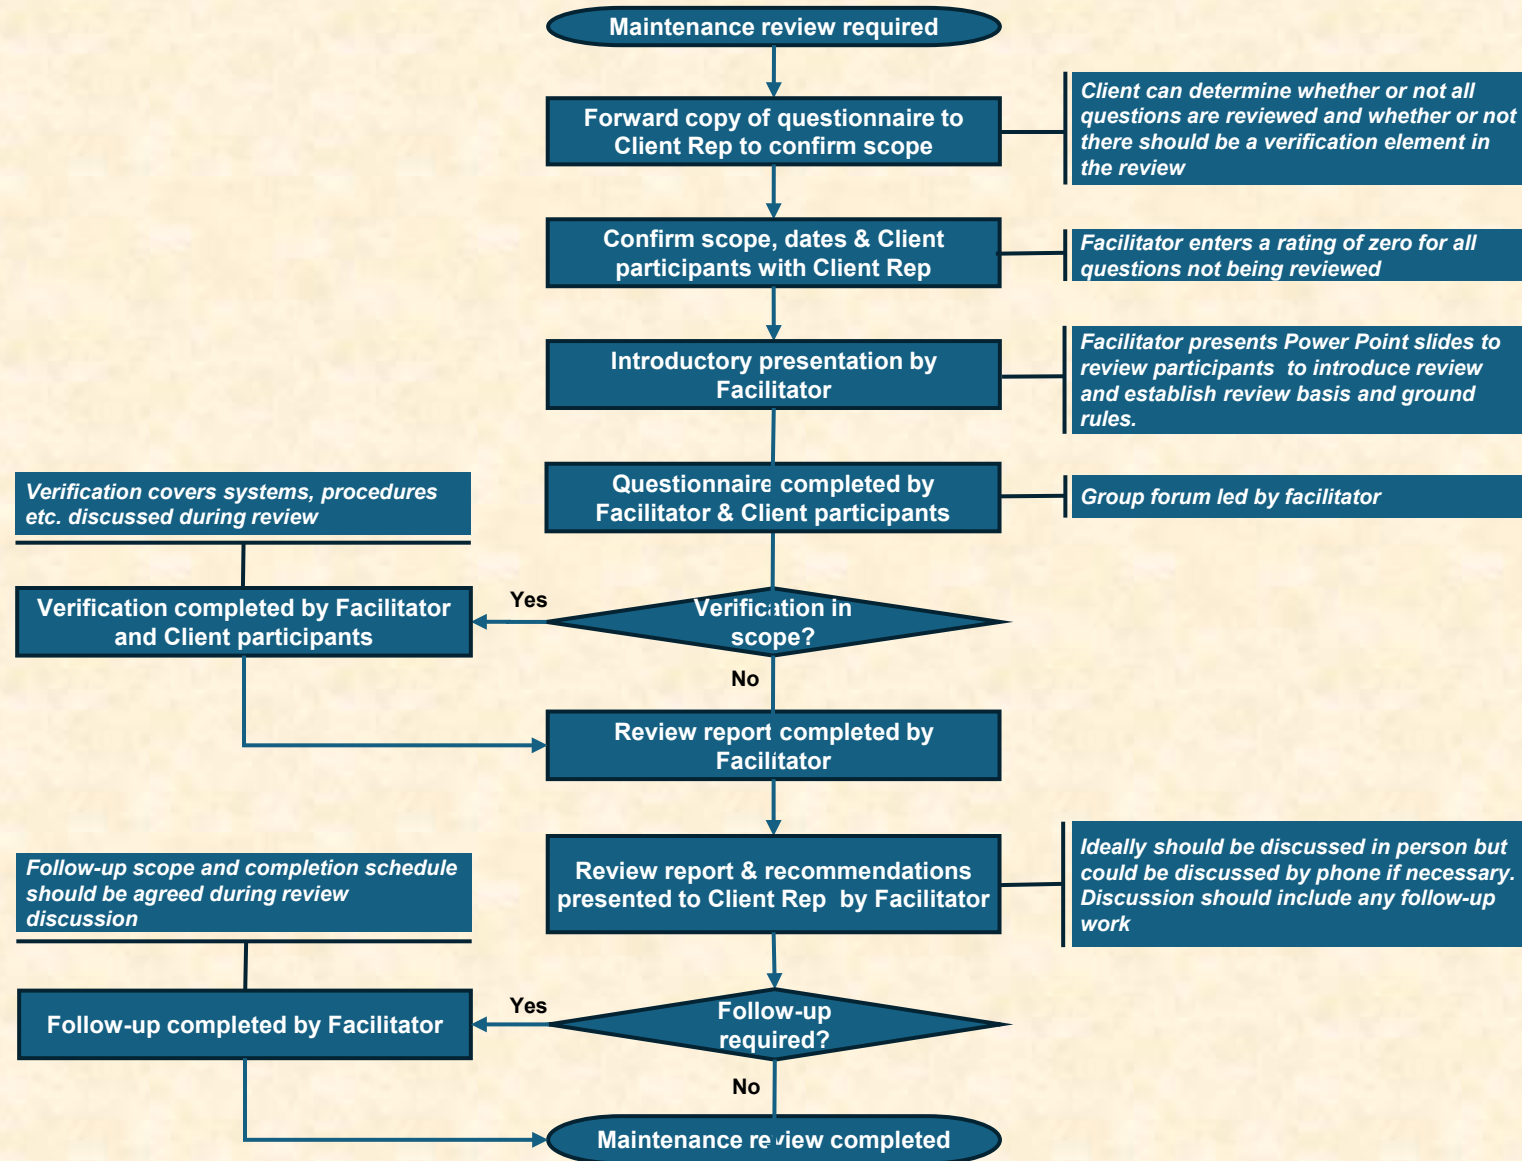 Maintenance review required
Forward copy of questionnaire to
Client Rep to confirm scope
Client can determine whether or not all
questions are reviewed and whether or not
there should be a verification element in
the review
Confirm scope, dates & Client
participants with Client Rep
Facilitator enters a rating of zero for all
questions not being reviewed
Introductory presentation by
Facilitator
Facilitator presents Power Point slides to
review participants to introduce review
and establish review basis and ground
rules.
Questionnaire completed by
Facilitator & Client participants
Group forum led by facilitator
Verification covers systems, procedures
etc. discussed during review
Verification completed by Facilitator
and Client participants
Yes
Verification in
scope?
No
Review report completed by
Facilitator
Review report & recommendations
presented to Client Rep by Facilitator
Ideally should be discussed in person but
could be discussed by phone if necessary.
Discussion should include any follow-up
work
Follow-up scope and completion schedule
should be agreed during review
discussion
Follow-up completed by Facilitator
Yes
Follow-up
required?
No
Maintenance review completed